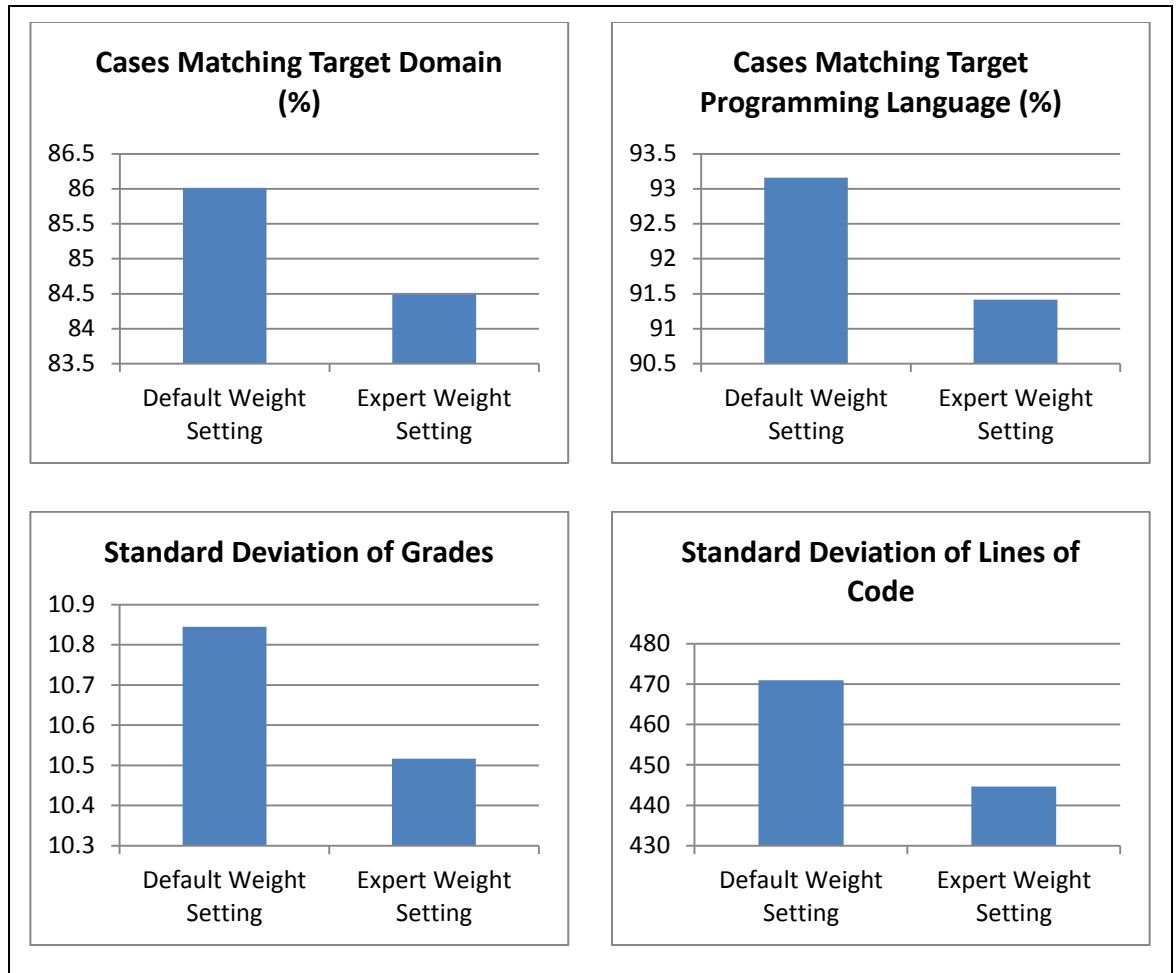 Cases Matching Target Domain
(%)
86.5
86
85.5
85
84.5
84
83.5
Default Weight
Setting
Expert Weight
Setting
Cases Matching Target
Programming Language (%)
93.5
93
92.5
92
91.5
91
90.5
Default Weight
Setting
Expert Weight
Setting
Standard Deviation of Grades
10.9
10.8
10.7
10.6
10.5
10.4
10.3
Default Weight
Setting
Expert Weight
Setting
Standard Deviation of Lines of
Code
480
470
460
450
440
430
Default Weight
Setting
Expert Weight
Setting